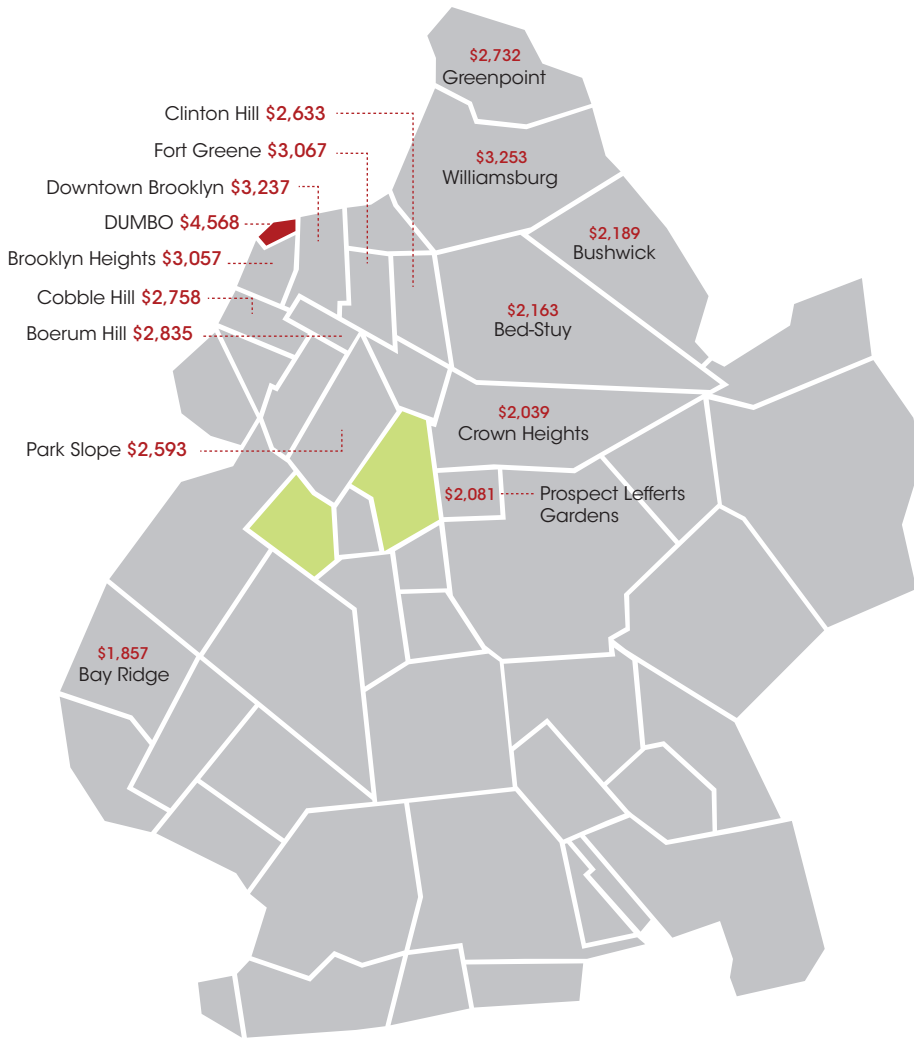 $2,732
Greenpoint
Clinton Hill $2,633
Fort Greene $3,067
$3,253
Williamsburg
Downtown Brooklyn $3,237
DUMBO $4,568
$2,189
Bushwick
Brooklyn Heights $3,057
Cobble Hill $2,758
$2,163
Bed-Stuy
Boerum Hill $2,835
$2,039
Crown Heights
Park Slope $2,593
$2,081
Prospect Lefferts
Gardens
$1,857
Bay Ridge